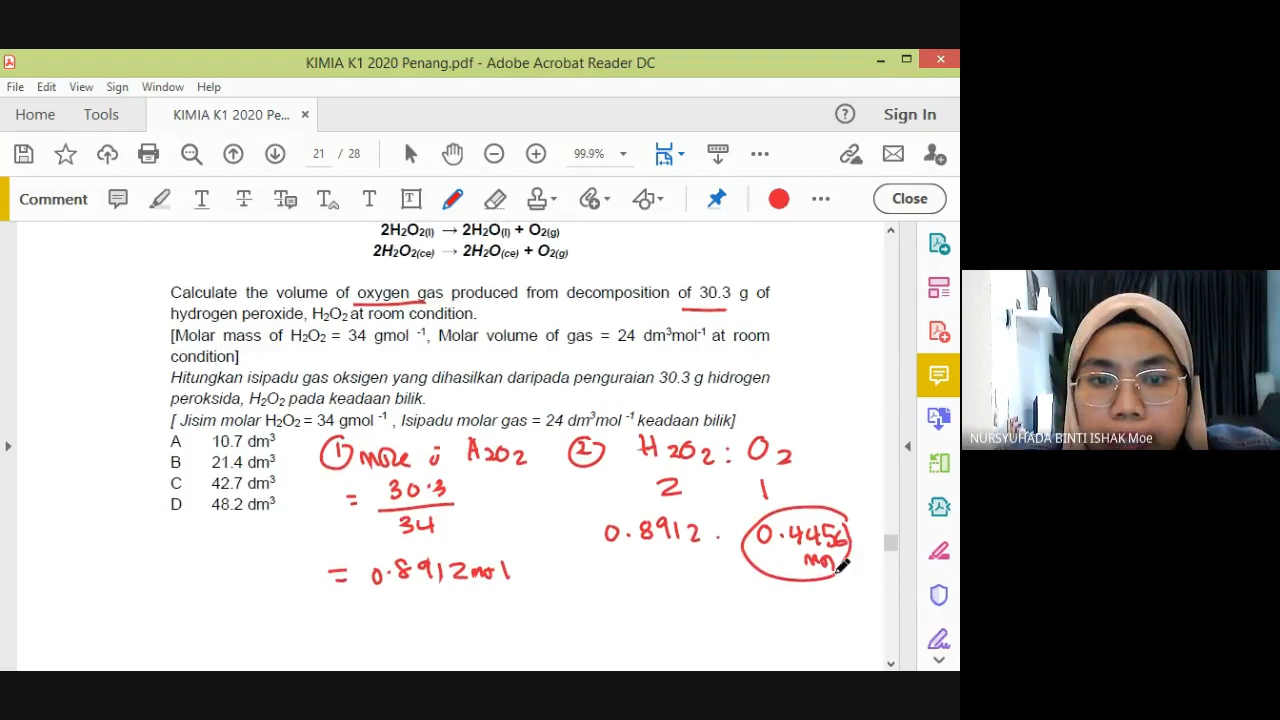 KIMIA K1 2020 Penang.pdf - Adobe Acrobat Reader DC
File Edit View Sign Window Help
Home Tools KIMIA K1 2020 Pe... × Sign In
21 / 28 99.9%
Comment Close
2H₂O₂(l) → 2H₂O(l) + O₂(g)
2H₂O₂(ce) → 2H₂O(ce) + O₂(g)
Calculate the volume of oxygen gas produced from decomposition of 30.3 g of
hydrogen peroxide, H₂O₂ at room condition.
[Molar mass of H₂O₂ = 34 gmol ⁻¹, Molar volume of gas = 24 dm³mol⁻¹ at room
condition]
Hitungkan isipadu gas oksigen yang dihasilkan daripada penguraian 30.3 g hidrogen
peroksida, H₂O₂ pada keadaan bilik.
[ Jisim molar H₂O₂ = 34 gmol ⁻¹ , Isipadu molar gas = 24 dm³mol ⁻¹ keadaan bilik]
A 10.7 dm³
B 21.4 dm³
C 42.7 dm³
D 48.2 dm³
① mole : H₂O₂
= 30.3
34
= 0.8912 mol
② H₂O₂ : O₂
2 1
0.8912 . 0.4456
mol
NURSYUHADA BINTI ISHAK Moe